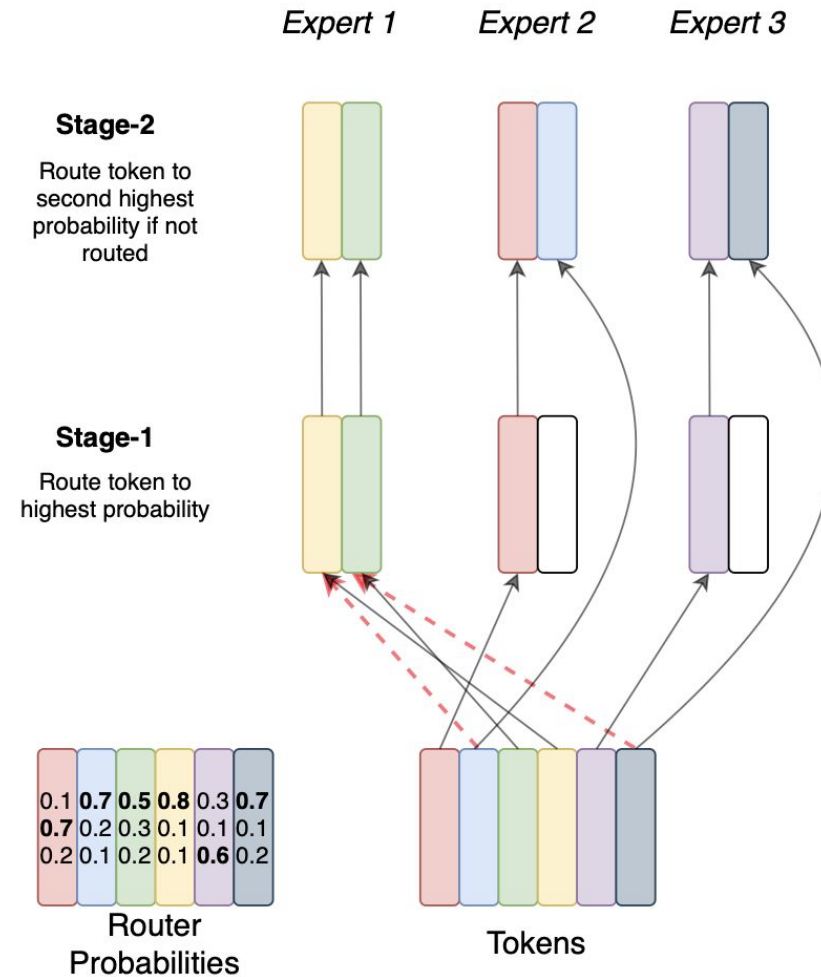 Expert 1 Expert 2 Expert 3
Stage-2
Route token to
second highest
probability if not
routed
Stage-1
Route token to
highest probability
0.1 0.7 0.5 0.8 0.3 0.7
0.7 0.2 0.3 0.1 0.1 0.1
0.2 0.1 0.2 0.1 0.6 0.2
Router
Probabilities
Tokens